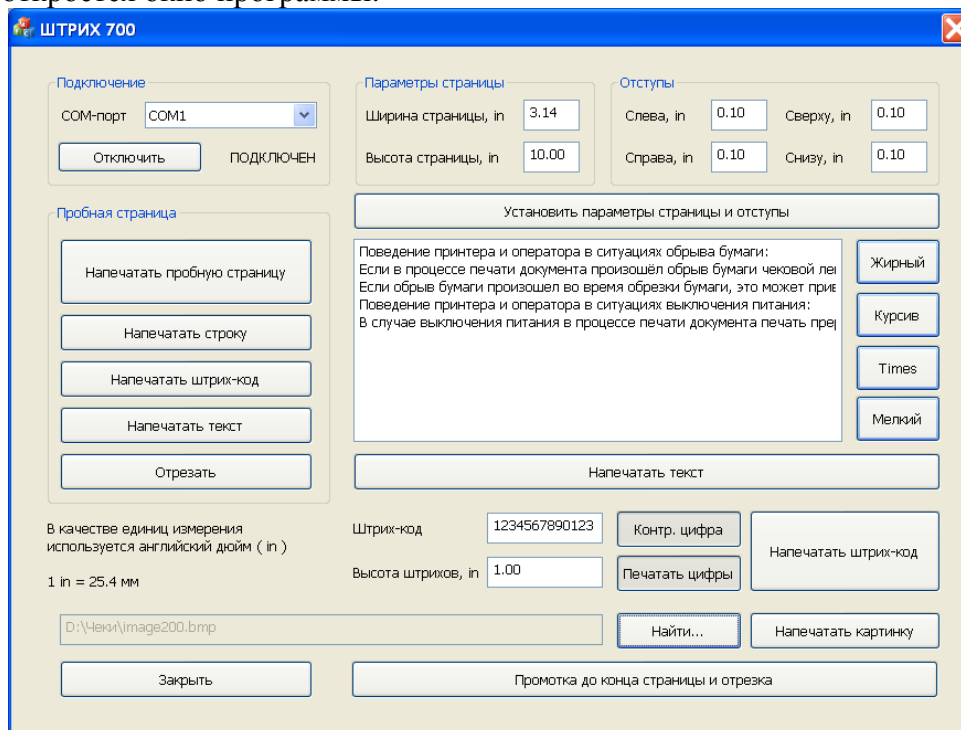 откроется окно программы.
ШТРИХ 700
Подключение
COM-порт COM1
Отключить ПОДКЛЮЧЕН
Параметры страницы
Ширина страницы, in 3.14
Высота страницы, in 10.00
Отступы
Слева, in 0.10 Сверху, in 0.10
Справа, in 0.10 Снизу, in 0.10
Установить параметры страницы и отступы
Пробная страница
Напечатать пробную страницу
Напечатать строку
Напечатать штрих-код
Напечатать текст
Отрезать
Поведение принтера и оператора в ситуациях обрыва бумаги:
Если в процессе печати документа произошёл обрыв бумаги чековой
Если обрыв бумаги произошел во время обрезки бумаги, это может
Поведение принтера и оператора в ситуациях выключения питания:
В случае выключения питания в процессе печати документа печать
Жирный
Курсив
Times
Мелкий
Напечатать текст
В качестве единиц измерения
используется английский дюйм ( in )
1 in = 25.4 мм
Штрих-код 1234567890123 Контр. цифра
Высота штрихов, in 1.00 Печатать цифры
Напечатать штрих-код
D:\Чеки\image200.bmp Найти... Напечатать картинку
Закрыть Промотка до конца страницы и отрезка